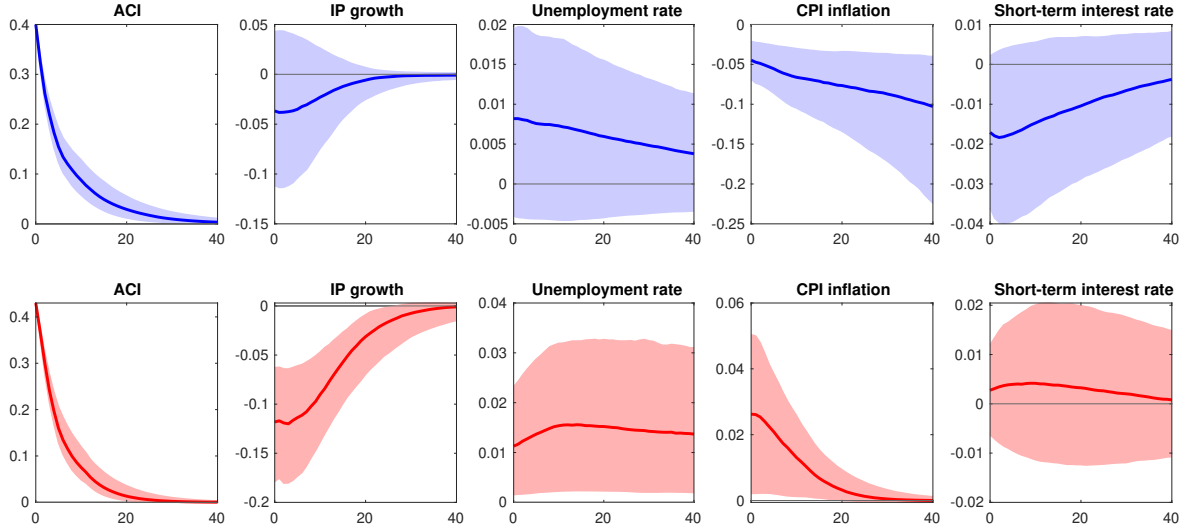 ACI IP growth Unemployment rate CPI inflation Short-term interest rate
0.4 0.05 0.02 0 0.01
0.3 0 0.015 -0.05 0
0.2 -0.05 0.01 -0.1 -0.01
0.005 -0.15 -0.02
0.1 -0.1 0 -0.2 -0.03
0 -0.15 -0.005 -0.25 -0.04
0 20 40 0 20 40 0 20 40 0 20 40 0 20 40
ACI IP growth Unemployment rate CPI inflation Short-term interest rate
0.4 0 0.04 0.06 0.02
0.3 -0.05 0.03 0.04 0.01
0.2 -0.1 0.02 0
0.1 -0.15 0.01 0.02 -0.01
0 -0.2 0 0 -0.02
0 20 40 0 20 40 0 20 40 0 20 40 0 20 40